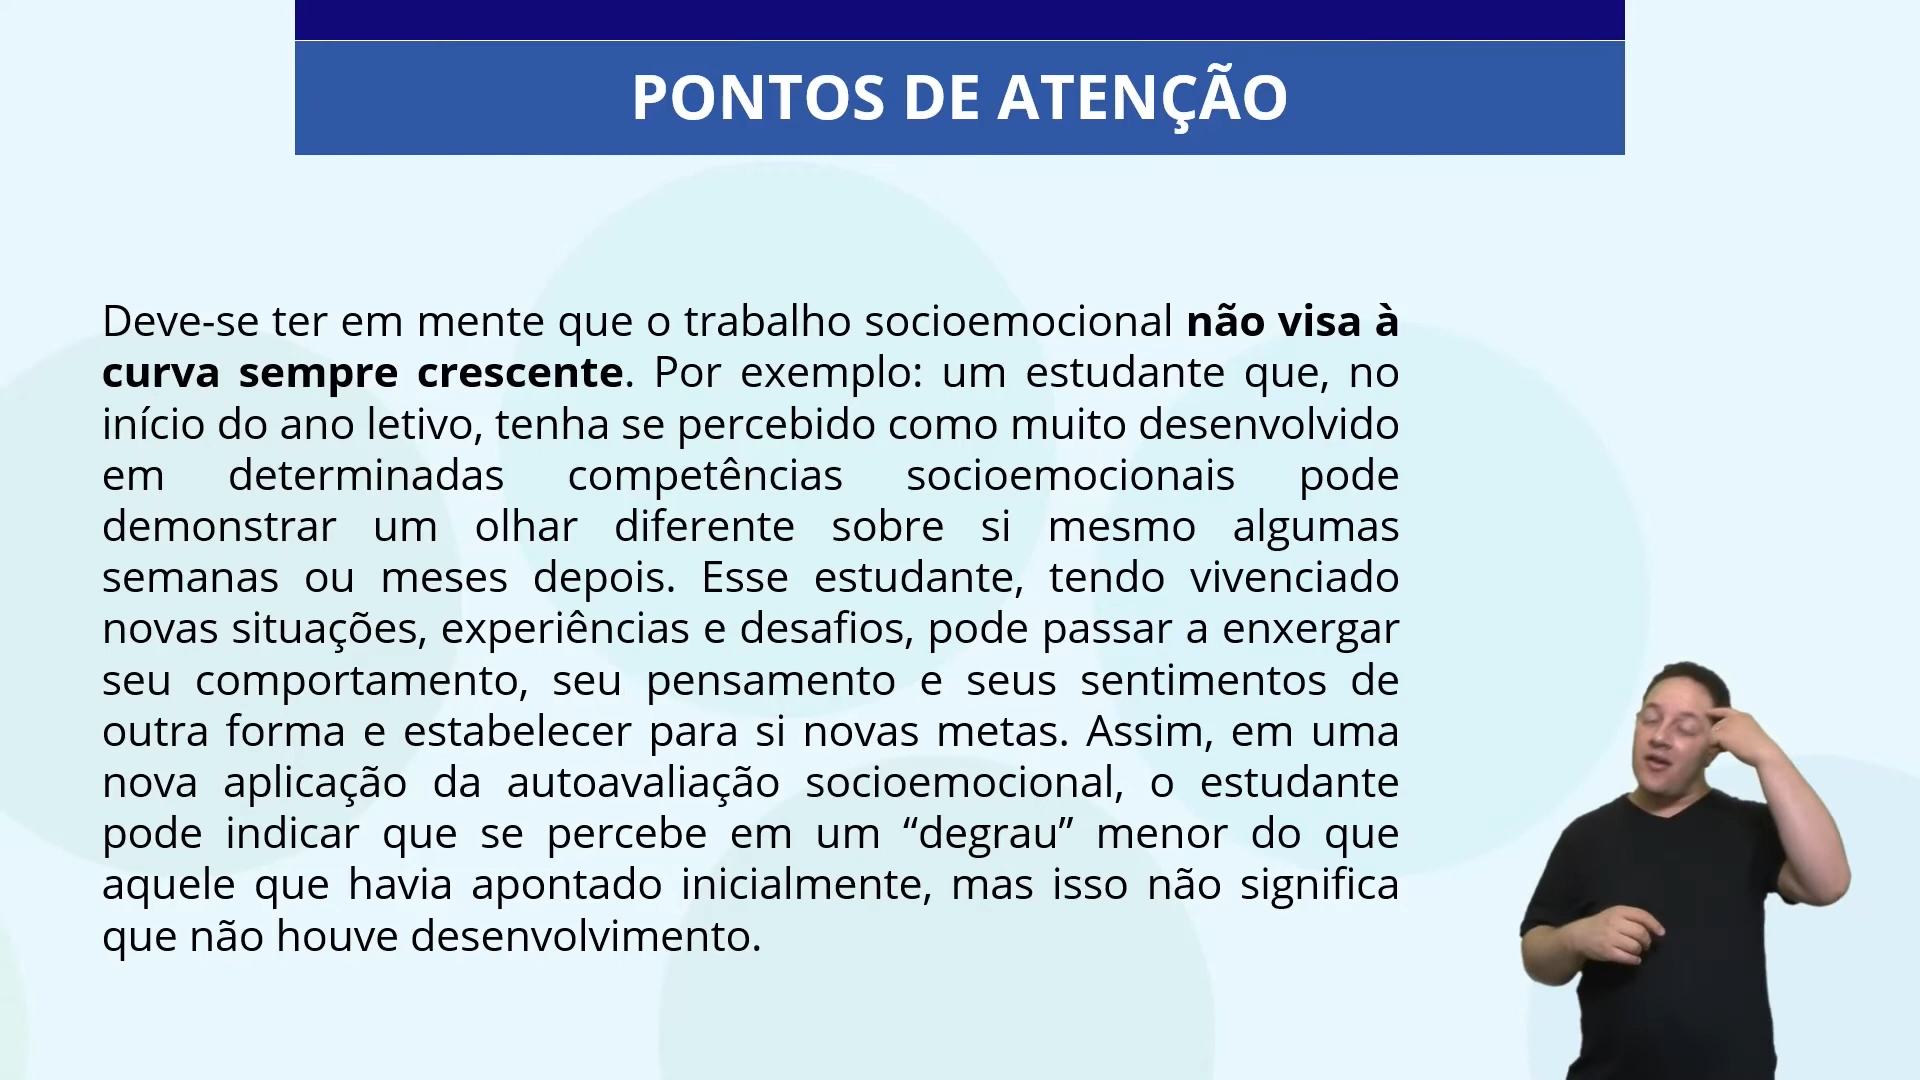 PONTOS DE ATENÇÃO
Deve-se ter em mente que o trabalho socioemocional não visa à
curva sempre crescente. Por exemplo: um estudante que, no
início do ano letivo, tenha se percebido como muito desenvolvido
em determinadas competências socioemocionais pode
demonstrar um olhar diferente sobre si mesmo algumas
semanas ou meses depois. Esse estudante, tendo vivenciado
novas situações, experiências e desafios, pode passar a enxergar
seu comportamento, seu pensamento e seus sentimentos de
outra forma e estabelecer para si novas metas. Assim, em uma
nova aplicação da autoavaliação socioemocional, o estudante
pode indicar que se percebe em um “degrau” menor do que
aquele que havia apontado inicialmente, mas isso não significa
que não houve desenvolvimento.